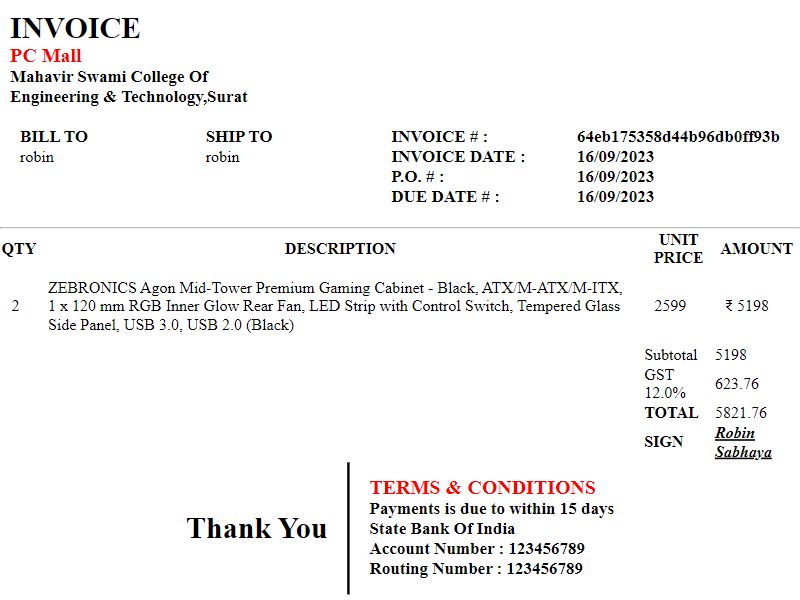 INVOICE
PC Mall
Mahavir Swami College Of
Engineering & Technology,Surat
BILL TO
robin
SHIP TO
robin
INVOICE # : 64eb175358d44b96db0ff93b
INVOICE DATE : 16/09/2023
P.O. # : 16/09/2023
DUE DATE # : 16/09/2023
QTY DESCRIPTION UNIT PRICE AMOUNT
2 ZEBRONICS Agon Mid-Tower Premium Gaming Cabinet - Black, ATX/M-ATX/M-ITX,
1 x 120 mm RGB Inner Glow Rear Fan, LED Strip with Control Switch, Tempered Glass
Side Panel, USB 3.0, USB 2.0 (Black) 2599 ₹ 5198
Subtotal 5198
GST 12.0% 623.76
TOTAL 5821.76
SIGN Robin Sabhaya
Thank You
TERMS & CONDITIONS
Payments is due to within 15 days
State Bank Of India
Account Number : 123456789
Routing Number : 123456789